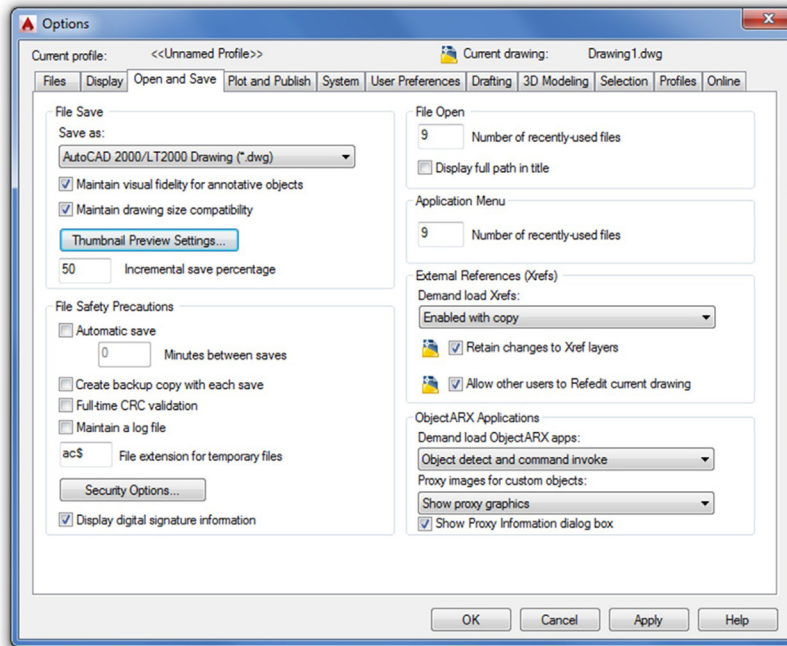 Options
Current profile: <<Unnamed Profile>> Current drawing: Drawing1.dwg
Files Display Open and Save Plot and Publish System User Preferences Drafting 3D Modeling Selection Profiles Online
File Save
Save as:
AutoCAD 2000/LT2000 Drawing (*.dwg)
Maintain visual fidelity for annotative objects
Maintain drawing size compatibility
Thumbnail Preview Settings...
50 Incremental save percentage
File Safety Precautions
Automatic save
0 Minutes between saves
Create backup copy with each save
Full-time CRC validation
Maintain a log file
ac$ File extension for temporary files
Security Options...
Display digital signature information
File Open
9 Number of recently-used files
Display full path in title
Application Menu
9 Number of recently-used files
External References (Xrefs)
Demand load Xrefs:
Enabled with copy
Retain changes to Xref layers
Allow other users to Refedit current drawing
ObjectARX Applications
Demand load ObjectARX apps:
Object detect and command invoke
Proxy images for custom objects:
Show proxy graphics
Show Proxy Information dialog box
OK Cancel Apply Help